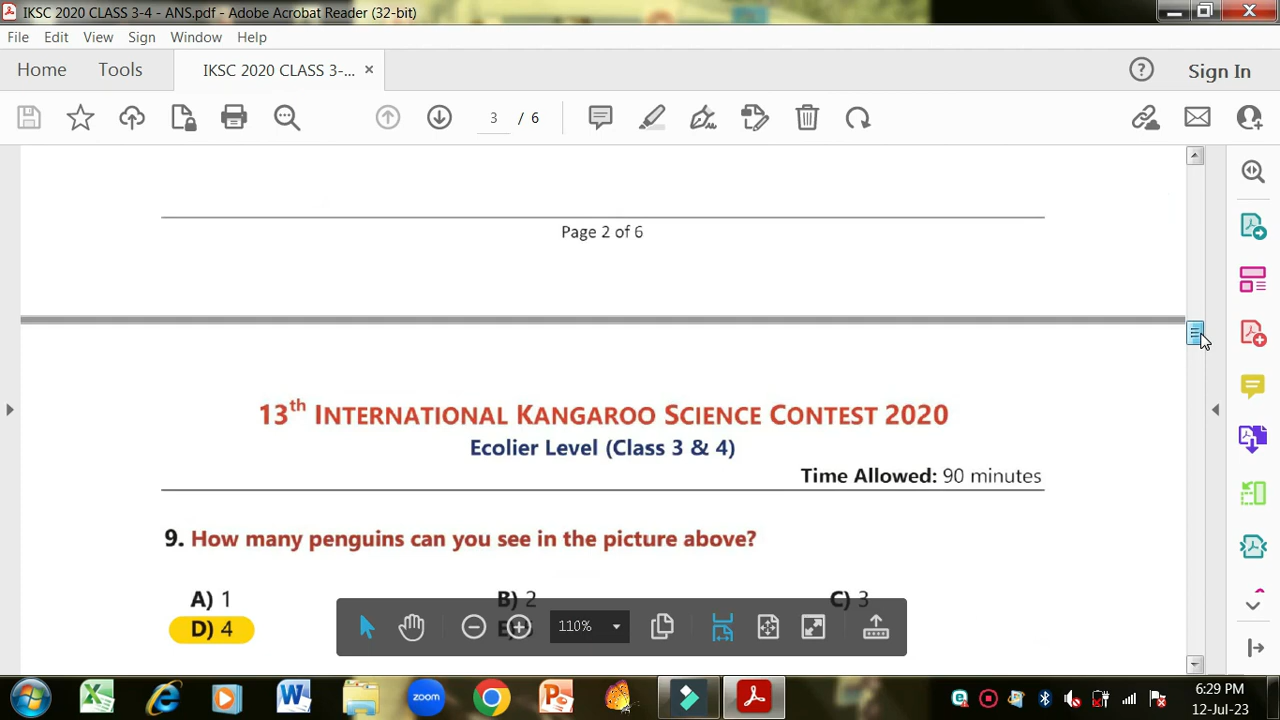 IKSC 2020 CLASS 3-4 - ANS.pdf - Adobe Acrobat Reader (32-bit)
File Edit View Sign Window Help
Home Tools IKSC 2020 CLASS 3-... Sign In
3 / 6
Page 2 of 6
13th INTERNATIONAL KANGAROO SCIENCE CONTEST 2020
Ecolier Level (Class 3 & 4)
Time Allowed: 90 minutes
9. How many penguins can you see in the picture above?
A) 1 B) 2 C) 3
D) 4
110%
zoom
6:29 PM
12-Jul-23